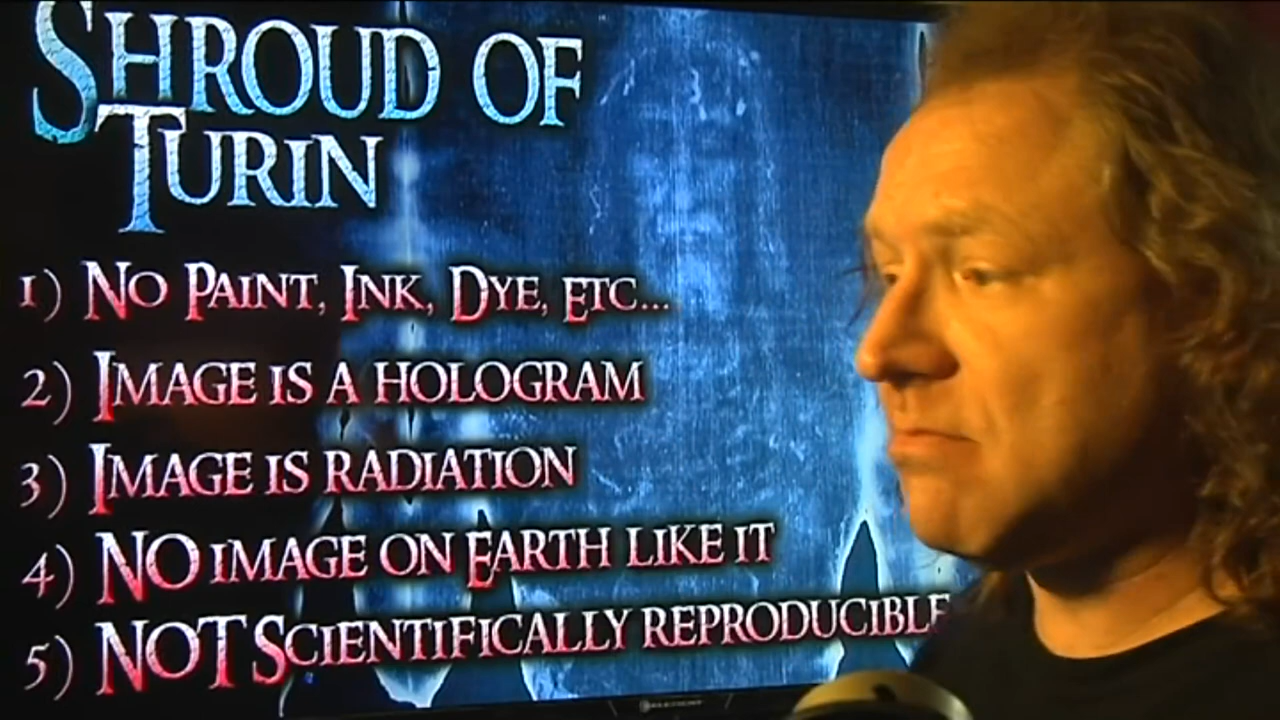 SHROUD OF
TURIN
1) NO PAINT, INK, DYE, ETC...
2) IMAGE IS A HOLOGRAM
3) IMAGE IS RADIATION
4) NO IMAGE ON EARTH LIKE IT
5) NOT SCIENTIFICALLY REPRODUCIBLE